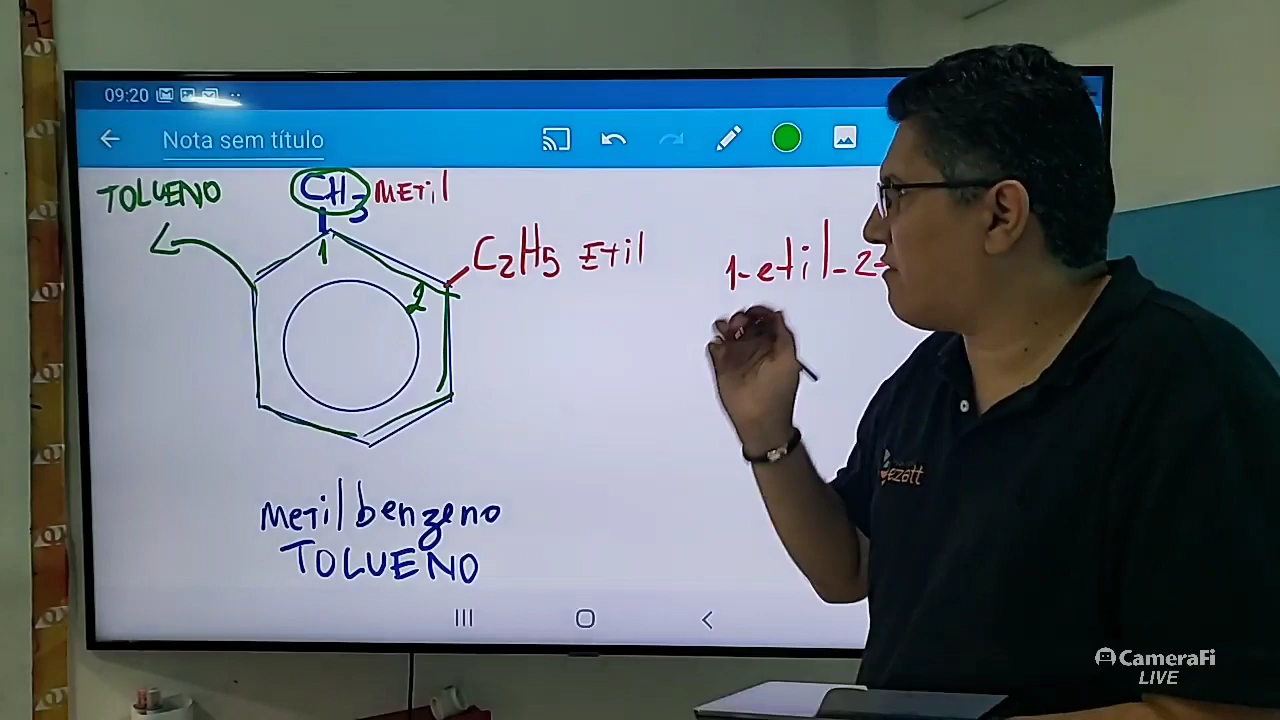 09:20
Nota sem título
TOLUENO
CH3 METIL
1
2
C2H5 Etil
1-etil-2-
metilbenzeno
TOLUENO
ezatt
CameraFi
LIVE